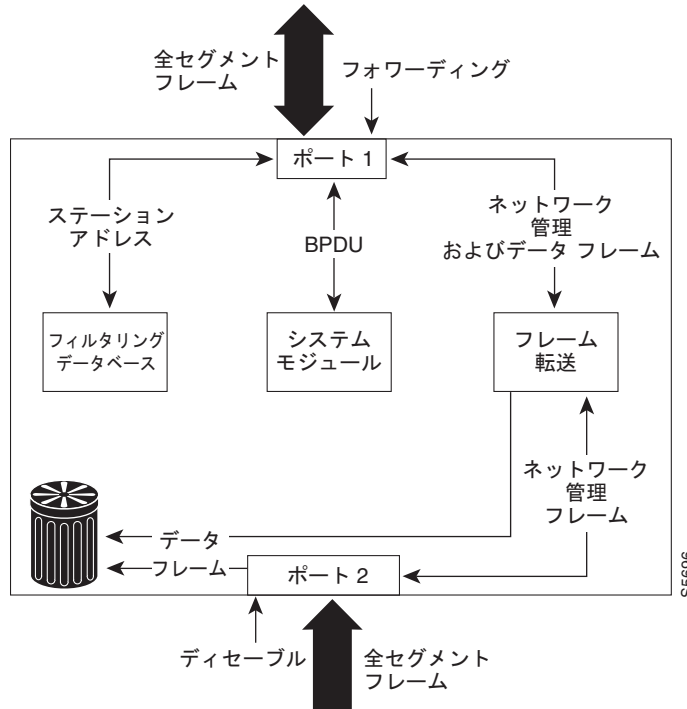 全セグメント
フレーム
フォワーディング
ポート 1
ステーション
アドレス
BPDU
ネットワーク
管理
およびデータ フレーム
フィルタリング
データベース
システム
モジュール
フレーム
転送
ネットワーク
管理
フレーム
データ
フレーム
ポート 2
ディセーブル
全セグメント
フレーム